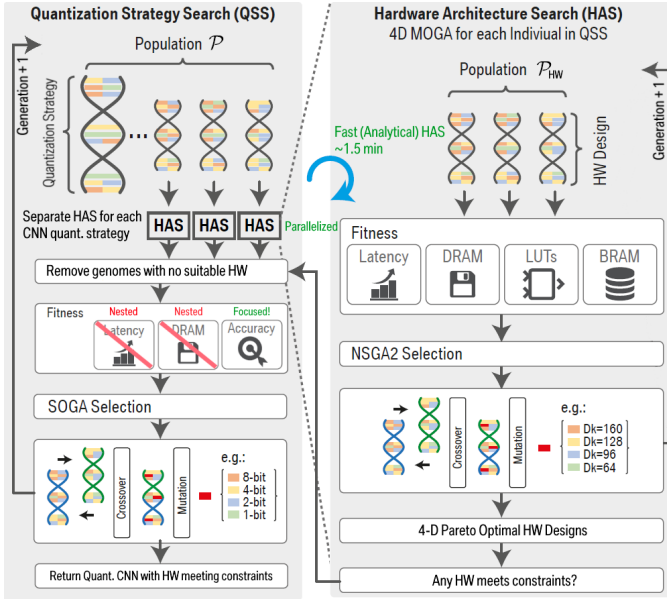 Quantization Strategy Search (QSS)
Population 𝒫
Generation + 1
Quantization Strategy
...
Separate HAS for each
CNN quant. strategy
HAS
HAS
HAS
Parallelized
Remove genomes with no suitable HW
Fitness
Nested
Latency
Nested
DRAM
Focused!
Accuracy
SOGA Selection
Crossover
Mutation
e.g.:
8-bit
4-bit
2-bit
1-bit
Return Quant. CNN with HW meeting constraints
Hardware Architecture Search (HAS)
4D MOGA for each Indiviual in QSS
Population 𝒫HW
Generation + 1
Fast (Analytical) HAS
~1.5 min
HW Design
Fitness
Latency
DRAM
LUTs
BRAM
NSGA2 Selection
Crossover
Mutation
e.g.:
Dk=160
Dk=128
Dk=96
Dk=64
4-D Pareto Optimal HW Designs
Any HW meets constraints?